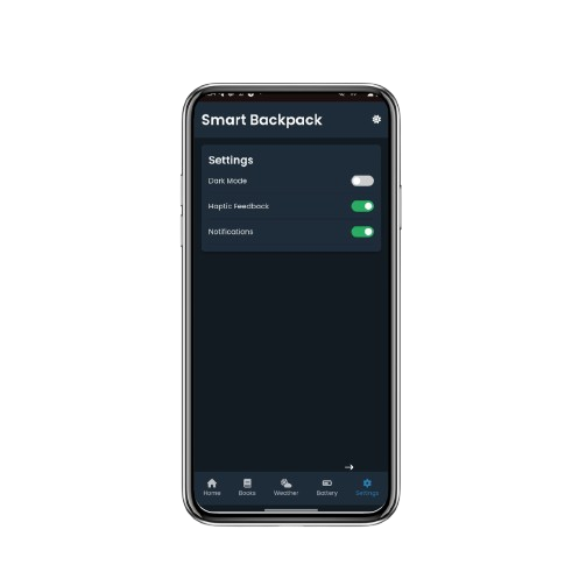 Smart Backpack
Settings
Dark Mode
Haptic Feedback
Notifications
Home Books Weather Battery Settings